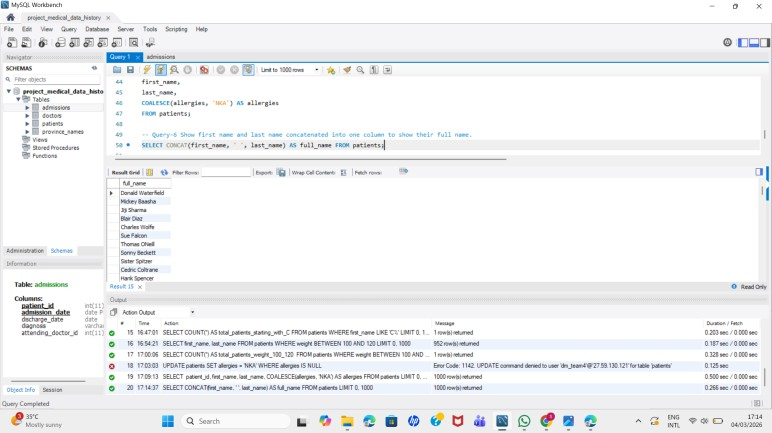 MySQL Workbench
project_medical_data_history ×
File Edit View Query Database Server Tools Scripting Help
Navigator
SCHEMAS
Filter objects
project_medical_data_histo
Tables
admissions
doctors
patients
province_names
Views
Stored Procedures
Functions
Administration Schemas
Information
Table: admissions
Columns:
patient_id int(11)
admission_date date P
discharge_date date
diagnosis varchar
attending_doctor_id int(11)
Object Info Session
Query Completed
Query 1 × admissions
Limit to 1000 rows
44 first_name,
45 last_name,
46 COALESCE(allergies, 'NKA') AS allergies
47 FROM patients;
48
49 -- Query-6 Show first name and last name concatenated into one column to show their full name.
50 SELECT CONCAT(first_name, ' ', last_name) AS full_name FROM patients;
Result Grid Filter Rows: Export: Wrap Cell Content: Fetch rows:
full_name
Donald Waterfield
Mickey Baasha
Jiji Sharma
Blair Diaz
Charles Wolfe
Sue Falcon
Thomas ONeill
Sonny Beckett
Sister Spitzer
Cedric Coltrane
Hank Spencer
Result 15 × Read Only
Output
Action Output
# Time Action Message Duration / Fetch
15 16:47:01 SELECT COUNT(*) AS total_patients_starting_with_C FROM patients WHERE first_name LIKE 'C%' LIMIT 0, 1... 1 row(s) returned 0.203 sec / 0.000 sec
16 16:54:21 SELECT first_name, last_name FROM patients WHERE weight BETWEEN 100 AND 120 LIMIT 0, 1000 952 row(s) returned 0.187 sec / 0.000 sec
17 17:00:06 SELECT COUNT(*) AS total_patients_weight_100_120 FROM patients WHERE weight BETWEEN 100 AND ... 1 row(s) returned 0.328 sec / 0.000 sec
18 17:03:03 UPDATE patients SET allergies = 'NKA' WHERE allergies IS NULL Error Code: 1142. UPDATE command denied to user 'dm_team4'@'27.59.130.121' for table 'patients' 0.125 sec
19 17:09:13 SELECT patient_id, first_name, last_name, COALESCE(allergies, 'NKA') AS allergies FROM patients LIMIT 0, ... 1000 row(s) returned 0.500 sec / 0.000 sec
20 17:14:37 SELECT CONCAT(first_name, ' ', last_name) AS full_name FROM patients LIMIT 0, 1000 1000 row(s) returned 0.266 sec / 0.000 sec
35°C
Mostly sunny
Search
ENG
INTL
17:14
04/03/2026